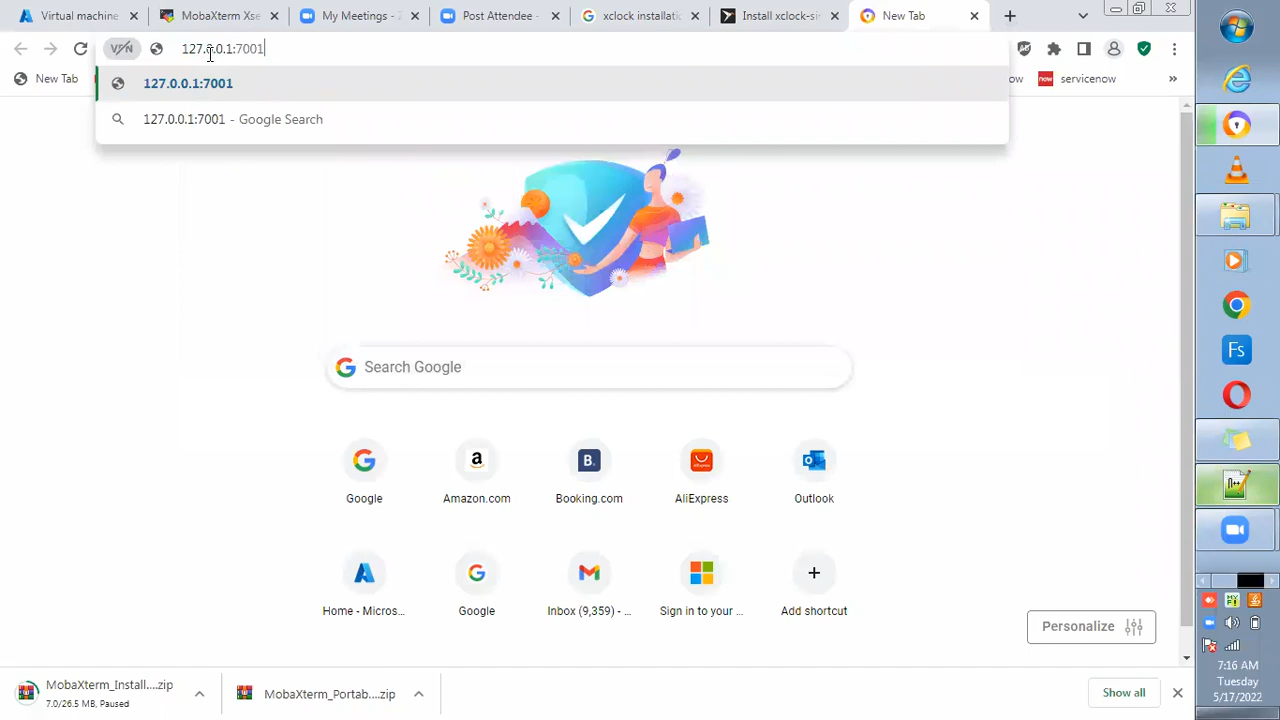 Virtual machine
MobaXterm Xse
My Meetings - Z
Post Attendee
xclock installatio
Install xclock-sin
New Tab
VPN
127.0.0.1:7001
New Tab
ow
servicenow
»
127.0.0.1:7001
127.0.0.1:7001 - Google Search
Search Google
Google
Amazon.com
Booking.com
AliExpress
Outlook
B.
Home - Micros...
Google
Inbox (9,359) - ...
Sign in to your ...
Add shortcut
Personalize
MobaXterm_Install....zip
7.0/26.5 MB, Paused
MobaXterm_Portab....zip
Show all
Fs
7:16 AM
Tuesday
5/17/2022